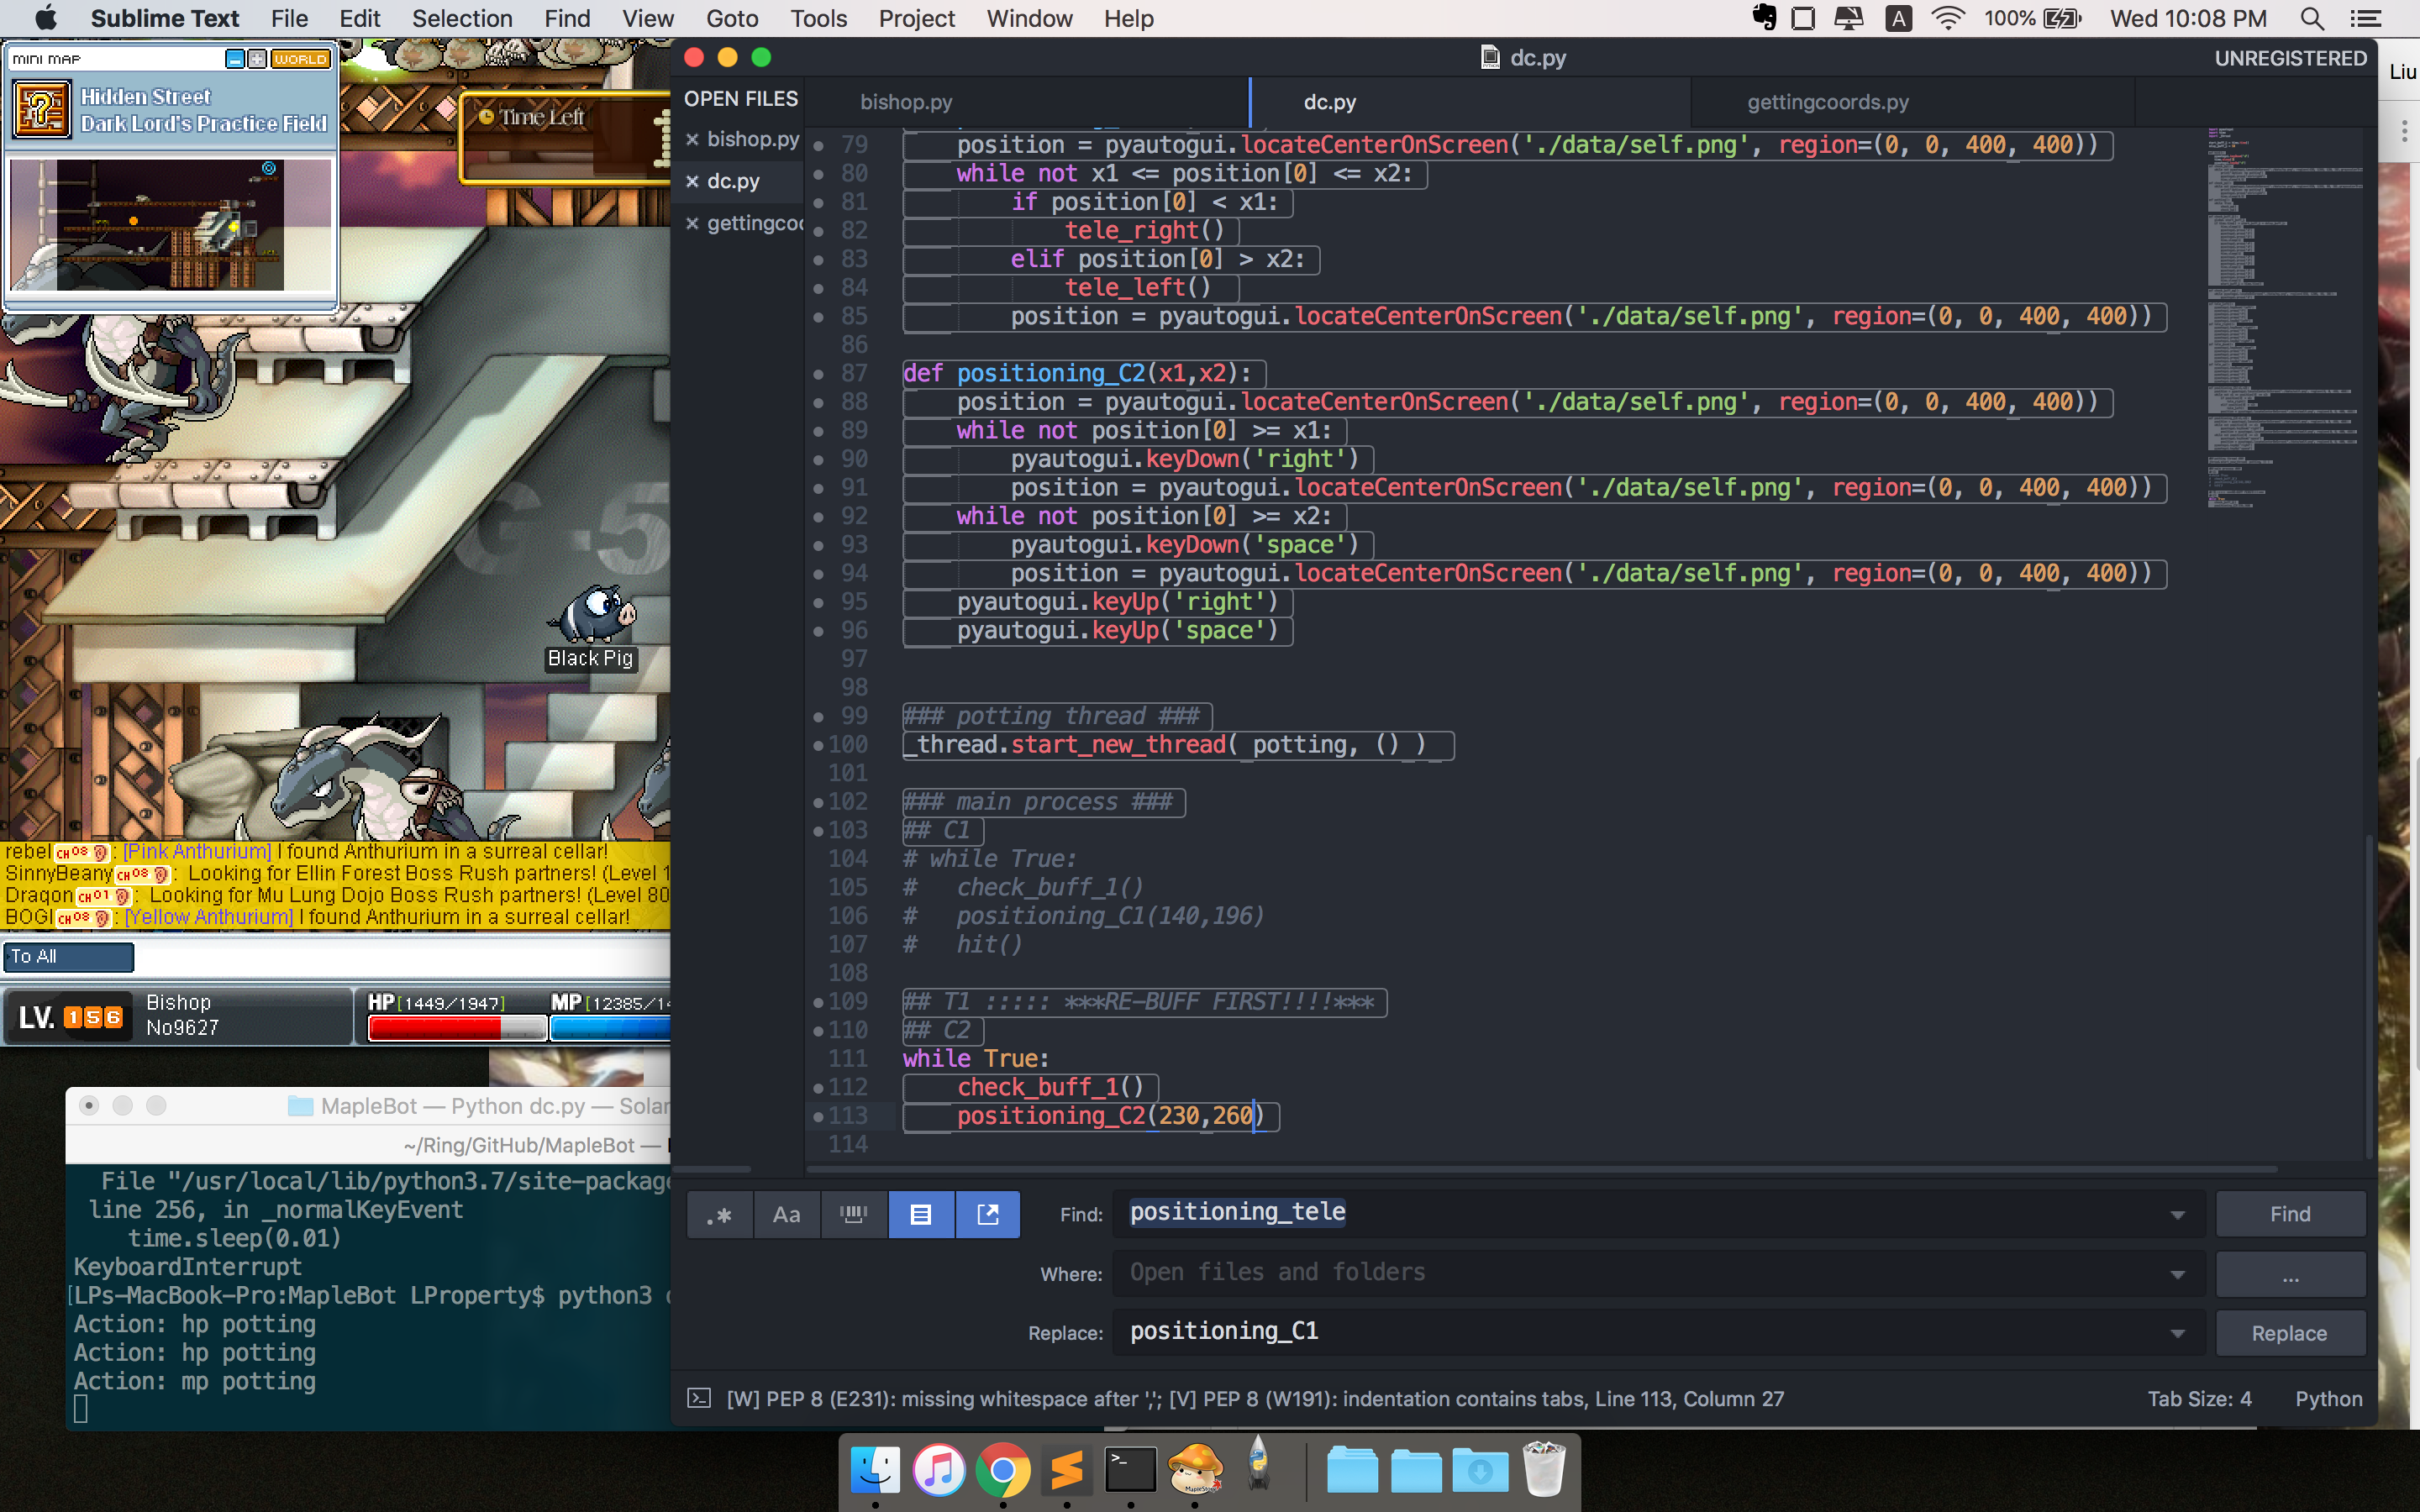 Sublime Text File Edit Selection Find View Goto Tools Project Window Help A 100% Wed 10:08 PM
MINI MAP WORLD
Hidden Street
Dark Lord's Practice Field
Time Left
G-5
Black Pig
rebel CH08 : [Pink Anthurium] I found Anthurium in a surreal cellar!
SinnyBeany CH08 : Looking for Ellin Forest Boss Rush partners! (Level 1
Draqon CH01 : Looking for Mu Lung Dojo Boss Rush partners! (Level 80
BOGI CH08 : [Yellow Anthurium] I found Anthurium in a surreal cellar!
To All
LV. 156 Bishop
No9627
HP[1449/1947] MP[12385/14
MapleBot — Python dc.py — Solar
~/Ring/GitHub/MapleBot —
File "/usr/local/lib/python3.7/site-package
line 256, in _normalKeyEvent
time.sleep(0.01)
KeyboardInterrupt
[LPs-MacBook-Pro:MapleBot LProperty$ python3
Action: hp potting
Action: hp potting
Action: mp potting
dc.py
UNREGISTERED
Liu
OPEN FILES
× bishop.py
× dc.py
× gettingcoo
bishop.py dc.py gettingcoords.py
79 position = pyautogui.locateCenterOnScreen('./data/self.png', region=(0, 0, 400, 400))
80 while not x1 <= position[0] <= x2:
81 if position[0] < x1:
82 tele_right()
83 elif position[0] > x2:
84 tele_left()
85 position = pyautogui.locateCenterOnScreen('./data/self.png', region=(0, 0, 400, 400))
86
87 def positioning_C2(x1,x2):
88 position = pyautogui.locateCenterOnScreen('./data/self.png', region=(0, 0, 400, 400))
89 while not position[0] >= x1:
90 pyautogui.keyDown('right')
91 position = pyautogui.locateCenterOnScreen('./data/self.png', region=(0, 0, 400, 400))
92 while not position[0] >= x2:
93 pyautogui.keyDown('space')
94 position = pyautogui.locateCenterOnScreen('./data/self.png', region=(0, 0, 400, 400))
95 pyautogui.keyUp('right')
96 pyautogui.keyUp('space')
97
98
99 ### potting thread ###
100 _thread.start_new_thread( potting, () )
101
102 ### main process ###
103 ## C1
104 # while True:
105 # check_buff_1()
106 # positioning_C1(140,196)
107 # hit()
108
109 ## T1 ::::: ***RE-BUFF FIRST!!!!***
110 ## C2
111 while True:
112 check_buff_1()
113 positioning_C2(230,260)
114
.* Aa Find: positioning_tele Find
Where: Open files and folders ...
Replace: positioning_C1 Replace
[W] PEP 8 (E231): missing whitespace after ','; [V] PEP 8 (W191): indentation contains tabs, Line 113, Column 27 Tab Size: 4 Python